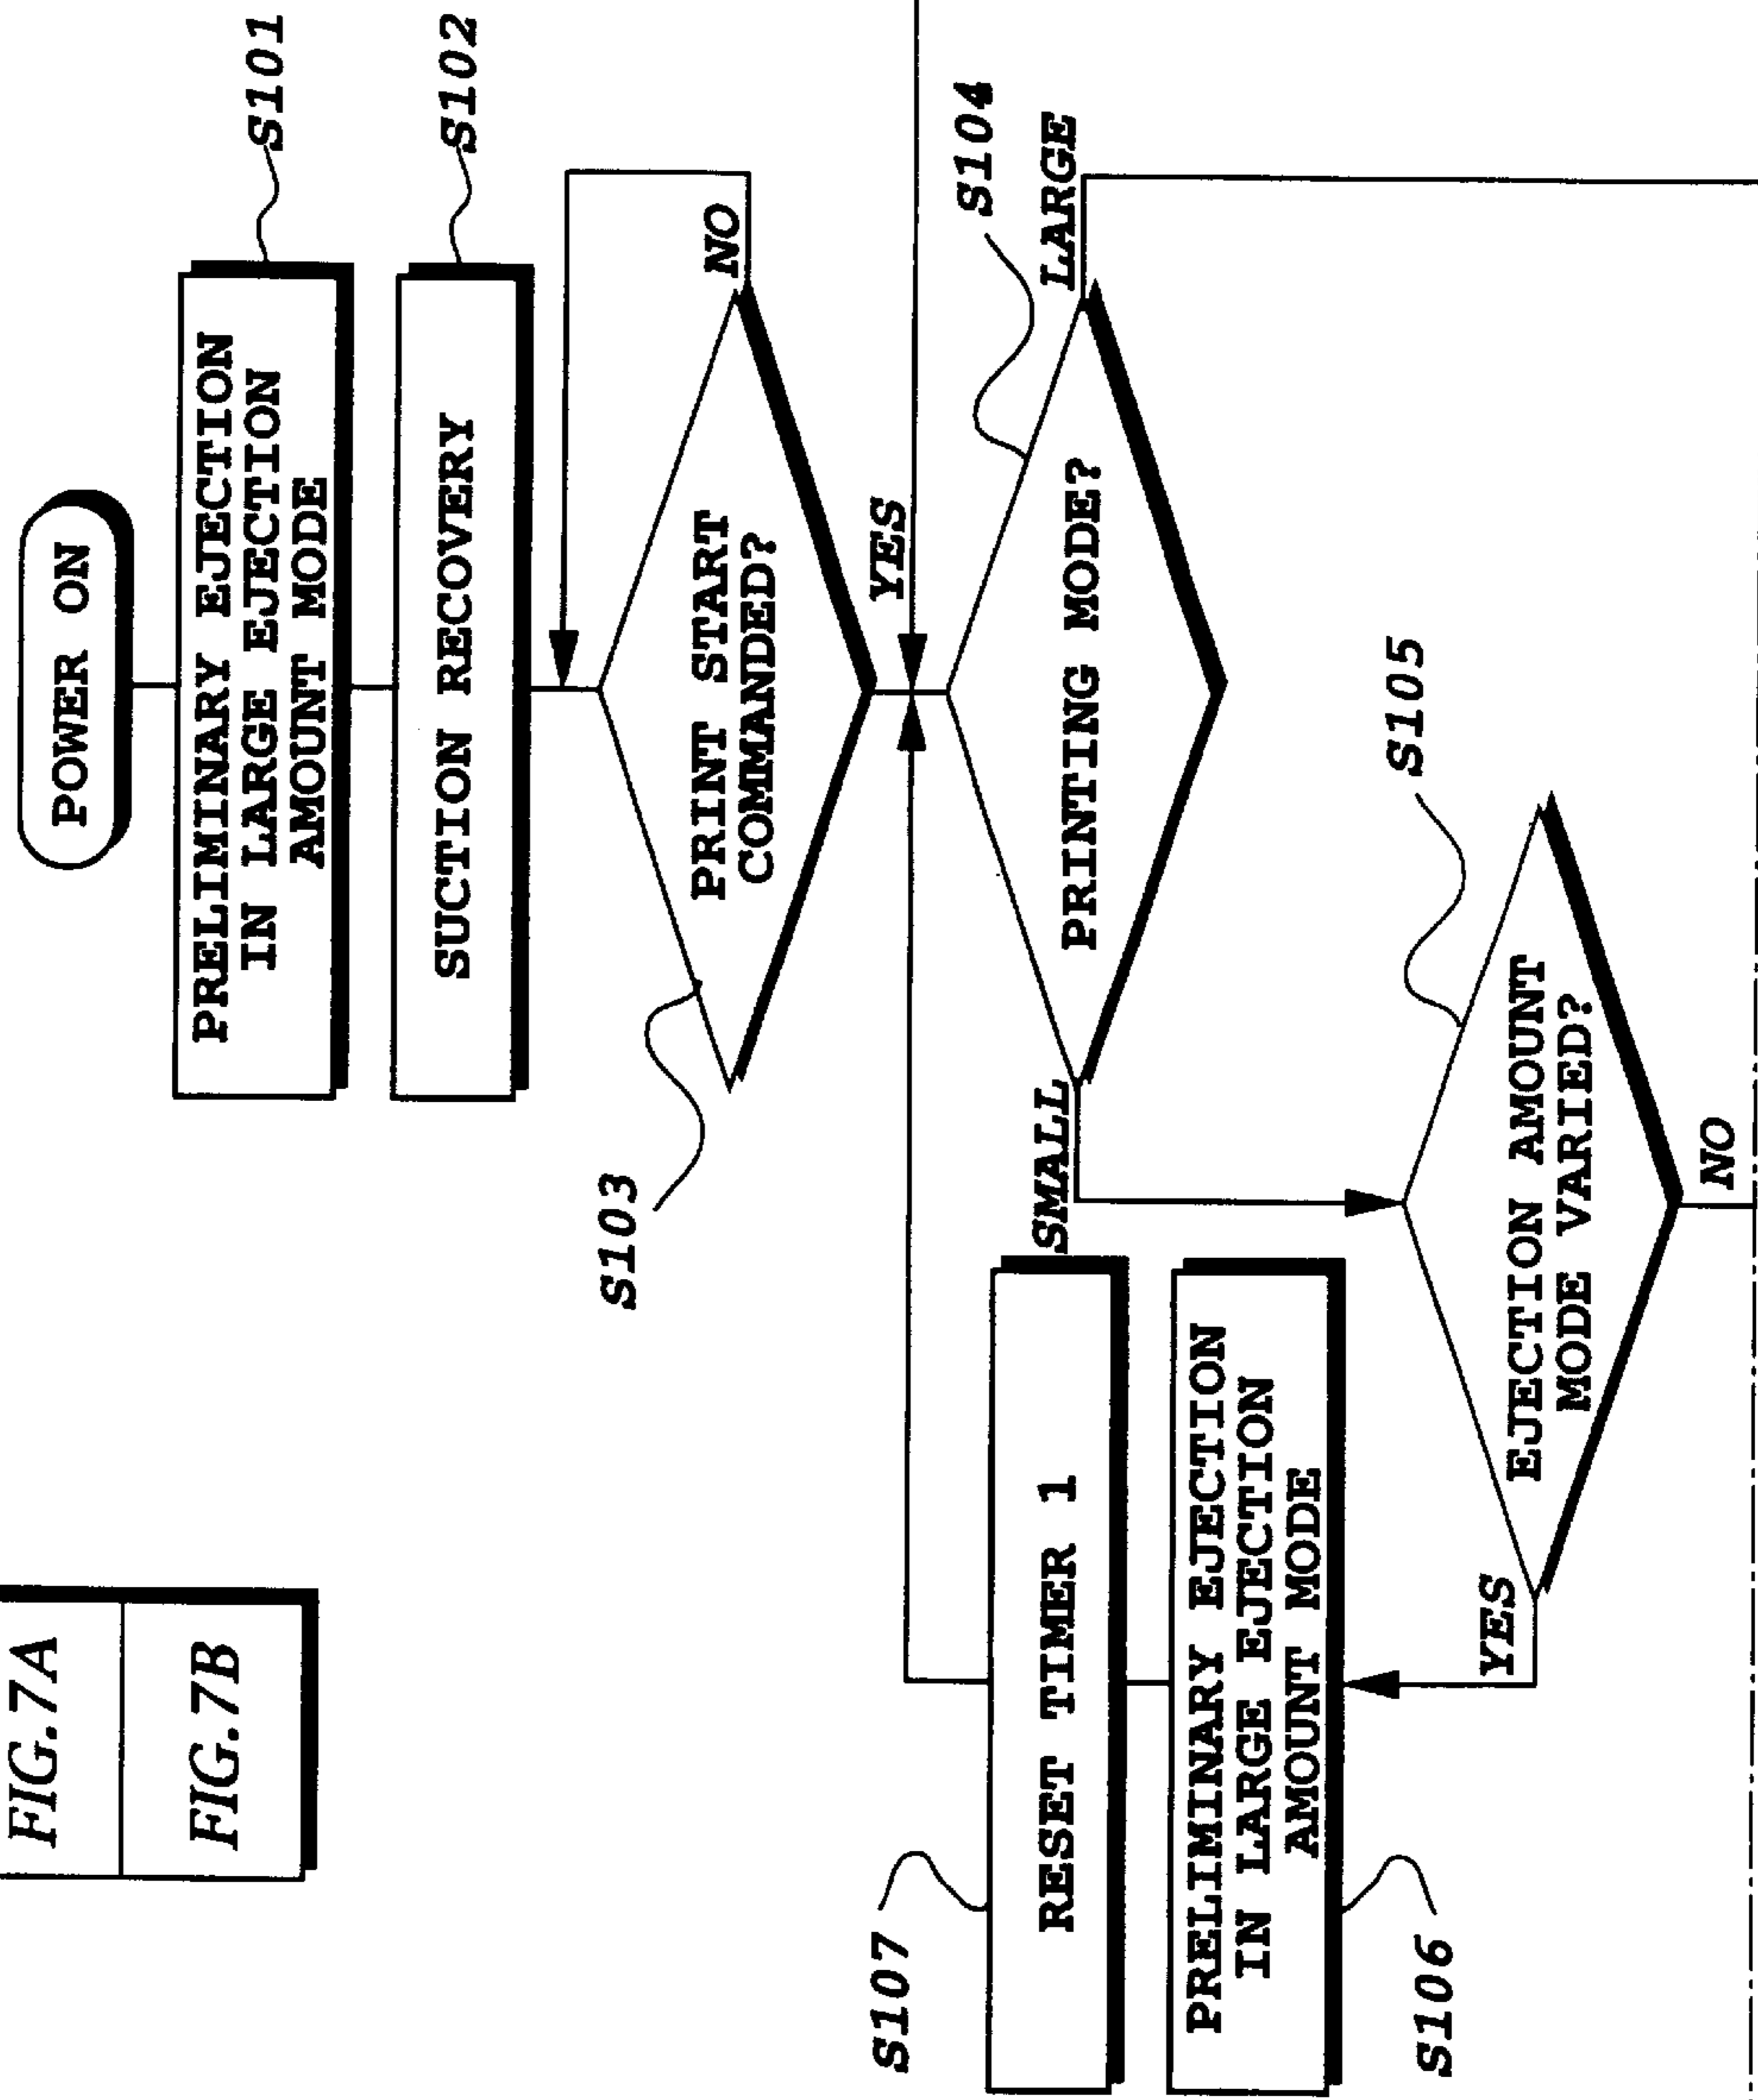 FIG.7A
FIG.7B
POWER ON
PRELIMINARY EJECTION
IN LARGE EJECTION
AMOUNT MODE
S101
SUCTION RECOVERY
S102
PRINT START
COMMANDED?
S103
NO
YES
PRINTING MODE?
S104
LARGE
SMALL
EJECTION AMOUNT
MODE VARIED?
S105
YES
NO
PRELIMINARY EJECTION
IN LARGE EJECTION
AMOUNT MODE
S106
RESET TIMER 1
S107